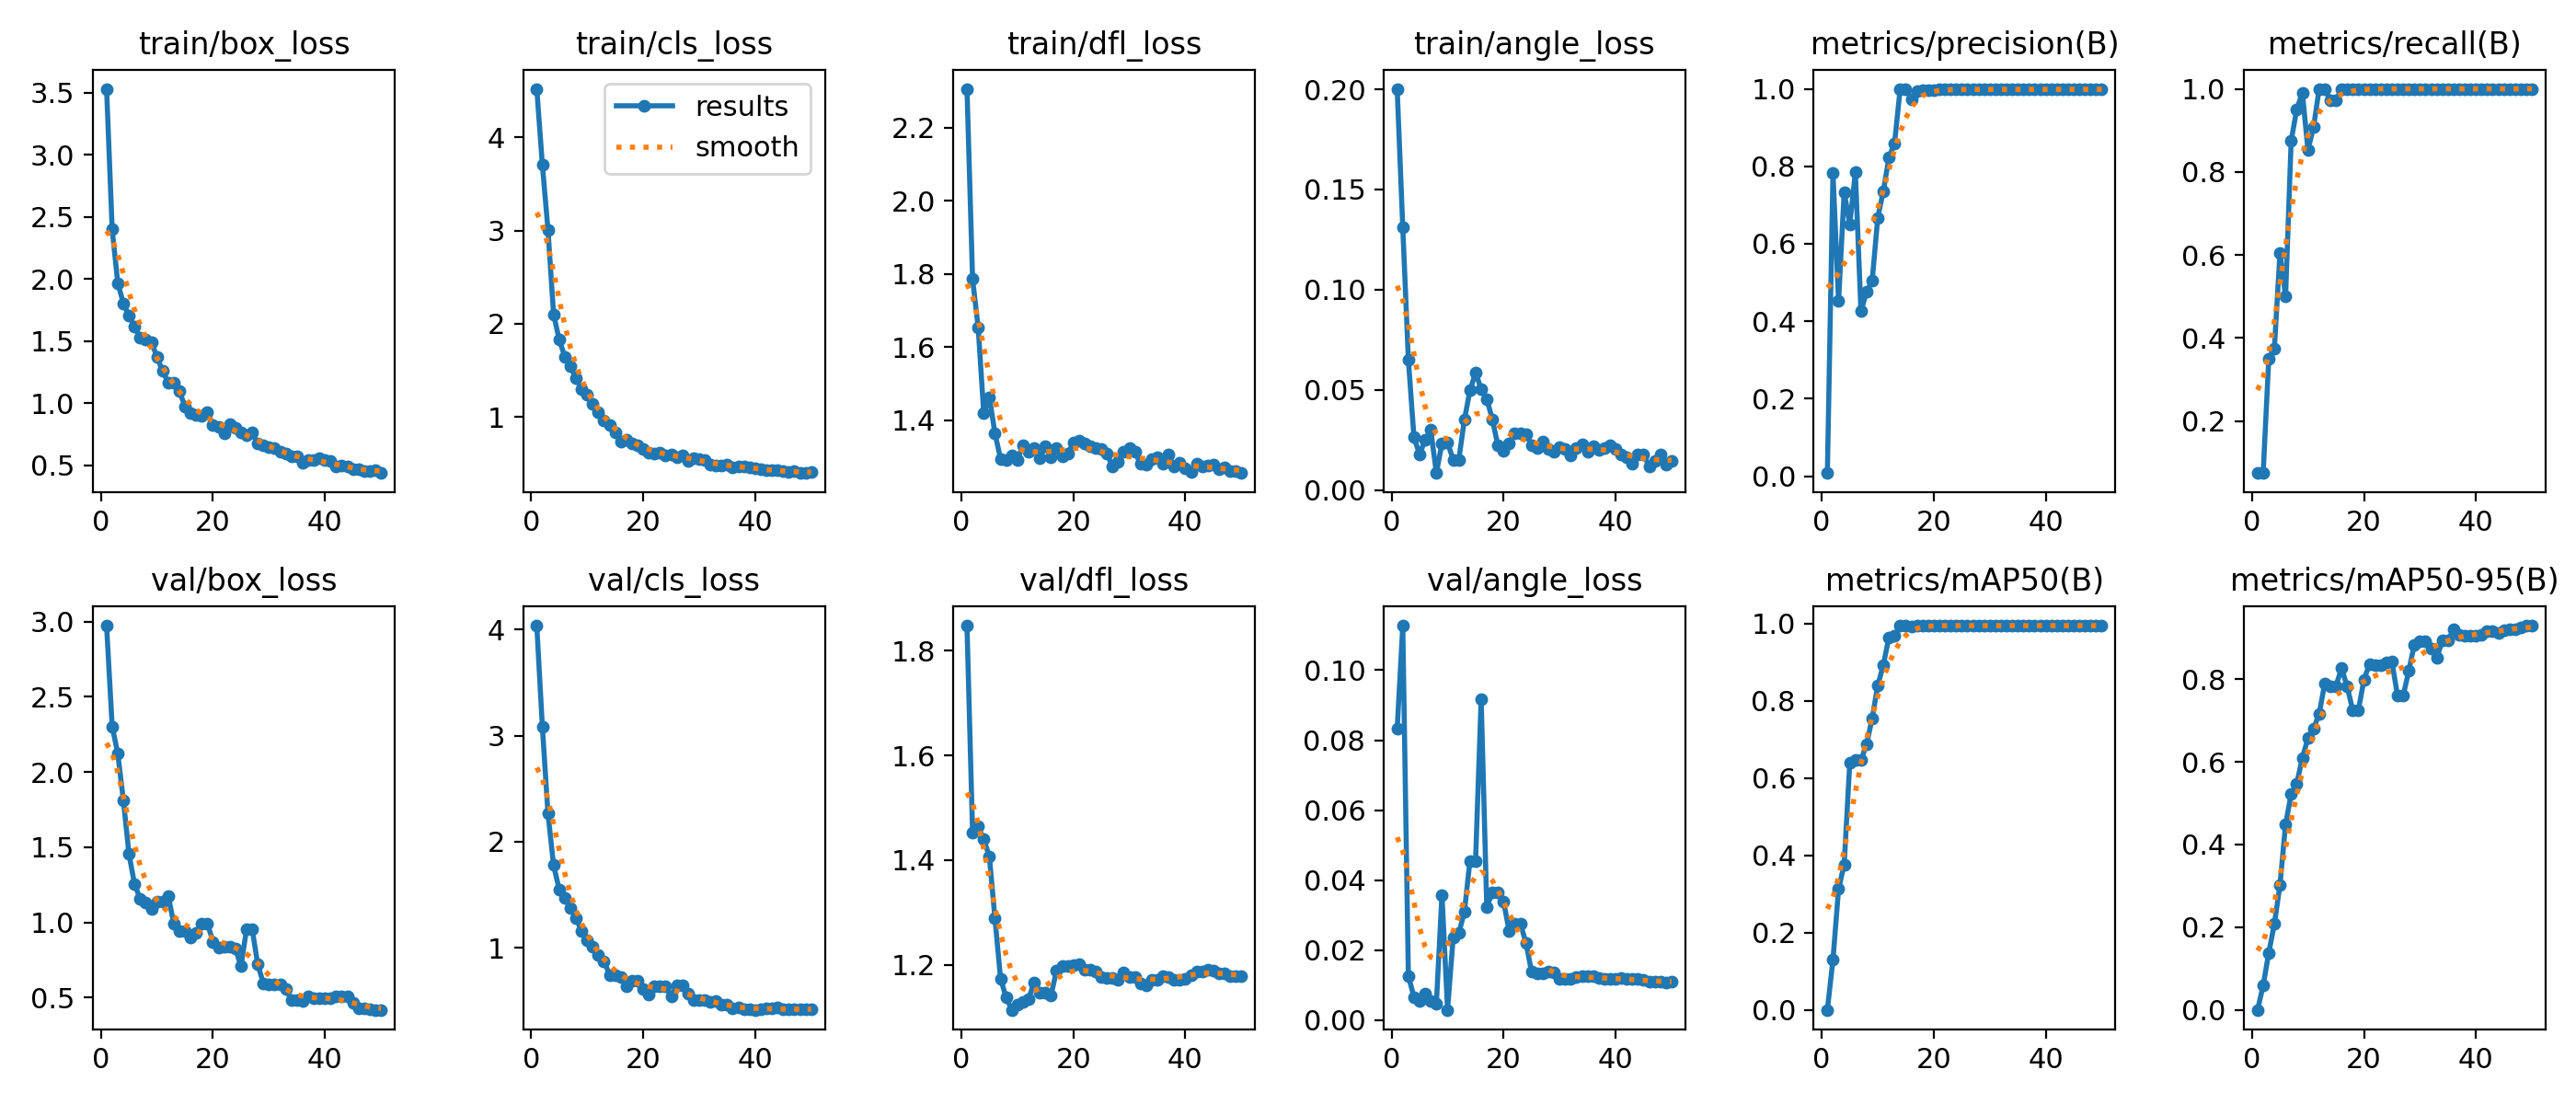 train/box_loss
3.5
3.0
2.5
2.0
1.5
1.0
0.5
0 20 40
train/cls_loss
results
smooth
4
3
2
1
0 20 40
train/dfl_loss
2.2
2.0
1.8
1.6
1.4
0 20 40
train/angle_loss
0.20
0.15
0.10
0.05
0.00
0 20 40
metrics/precision(B)
1.0
0.8
0.6
0.4
0.2
0.0
0 20 40
metrics/recall(B)
1.0
0.8
0.6
0.4
0.2
0 20 40
val/box_loss
3.0
2.5
2.0
1.5
1.0
0.5
0 20 40
val/cls_loss
4
3
2
1
0 20 40
val/dfl_loss
1.8
1.6
1.4
1.2
0 20 40
val/angle_loss
0.10
0.08
0.06
0.04
0.02
0.00
0 20 40
metrics/mAP50(B)
1.0
0.8
0.6
0.4
0.2
0.0
0 20 40
metrics/mAP50-95(B)
0.8
0.6
0.4
0.2
0.0
0 20 40